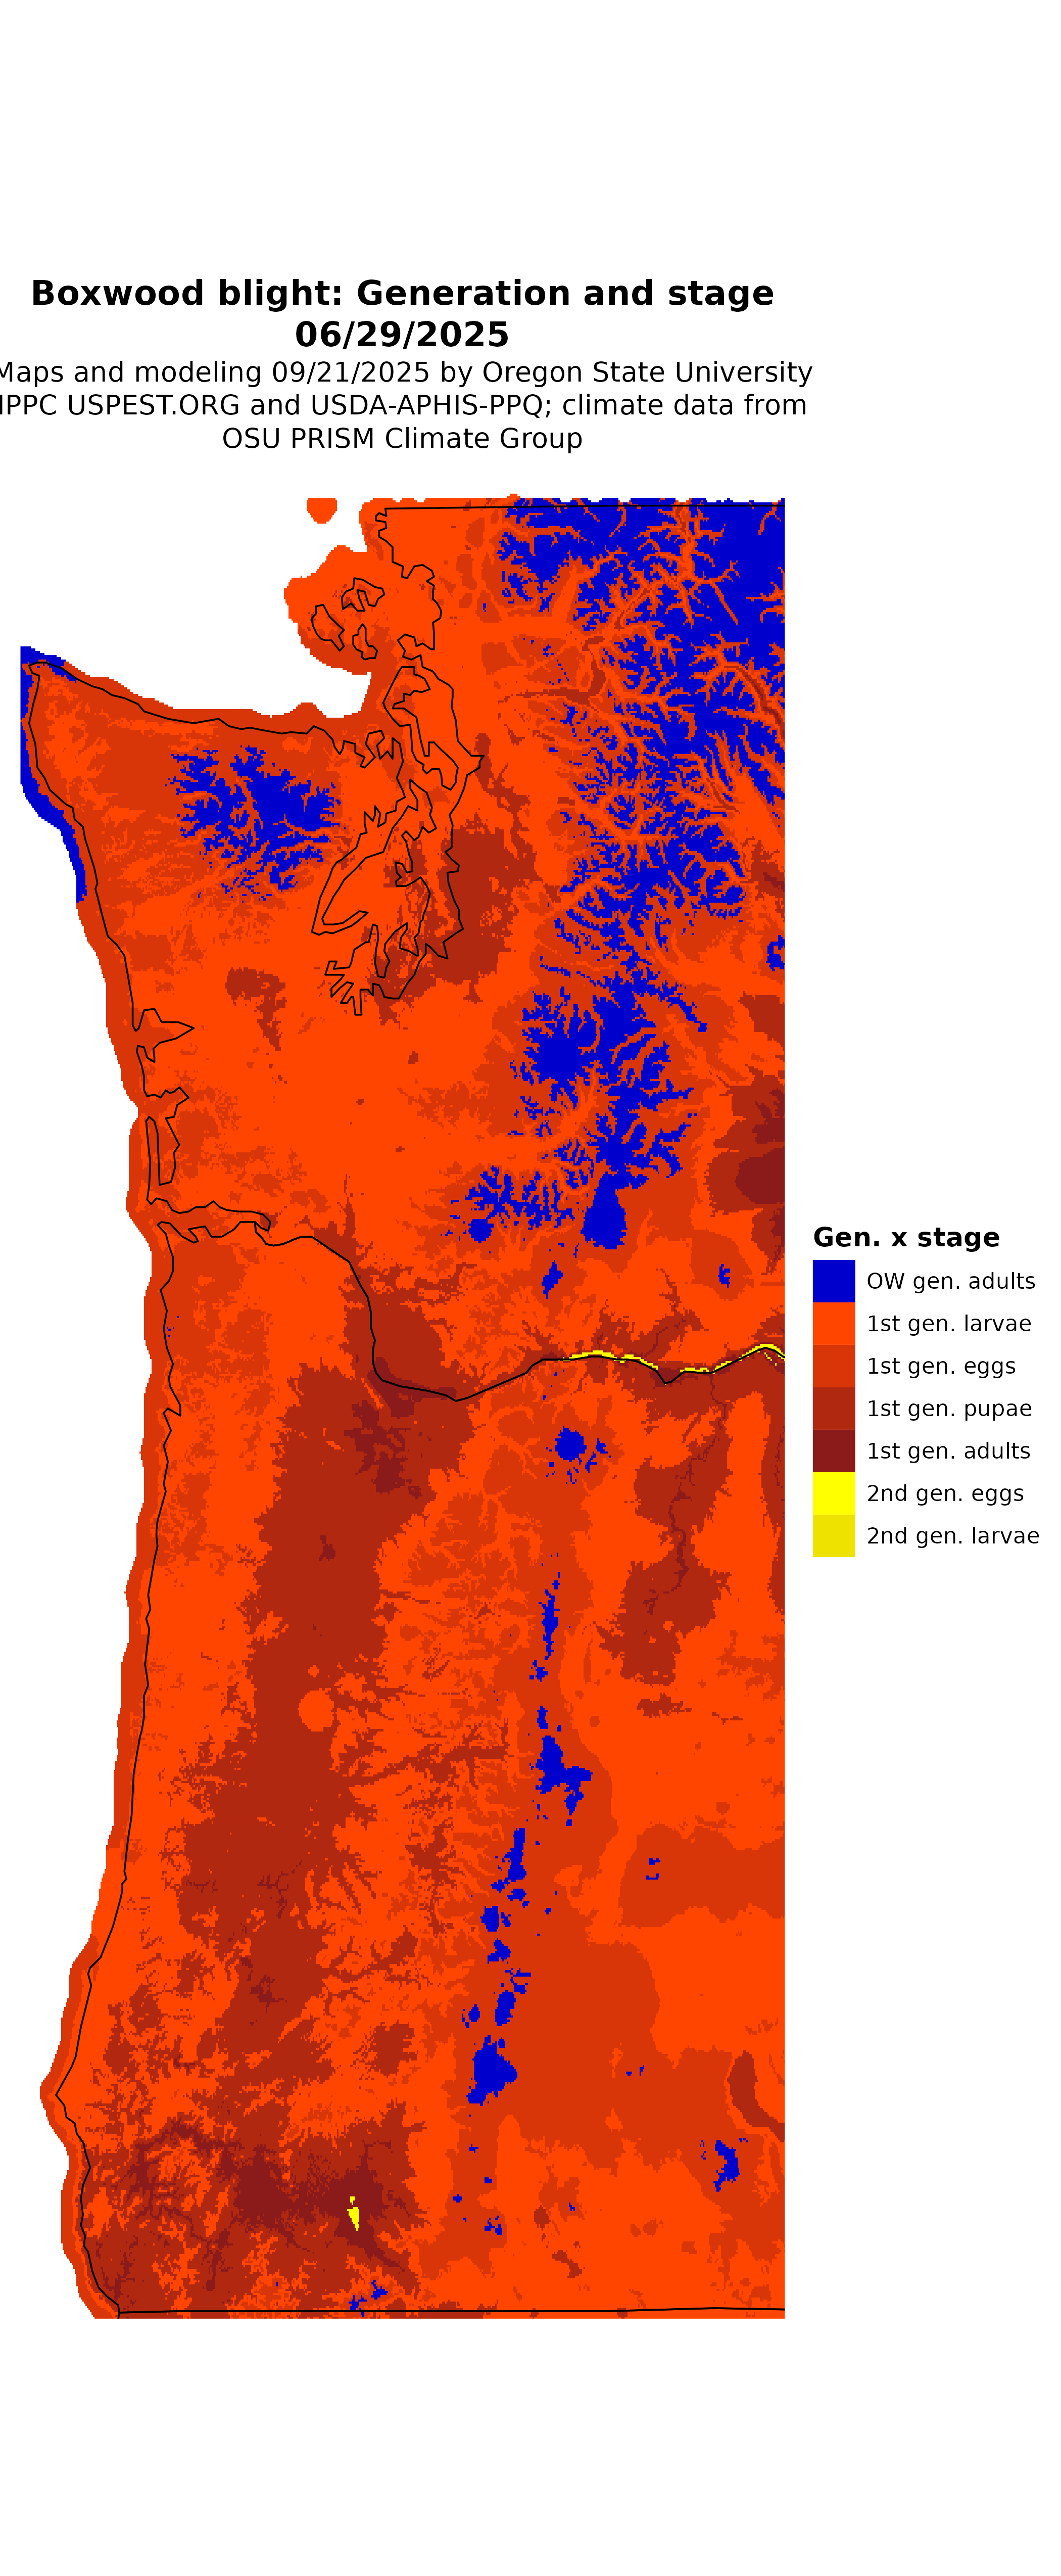 Boxwood blight: Generation and stage
06/29/2025
Maps and modeling 09/21/2025 by Oregon State University
IPPC USPEST.ORG and USDA-APHIS-PPQ; climate data from
OSU PRISM Climate Group
Gen. x stage
OW gen. adults
1st gen. larvae
1st gen. eggs
1st gen. pupae
1st gen. adults
2nd gen. eggs
2nd gen. larvae